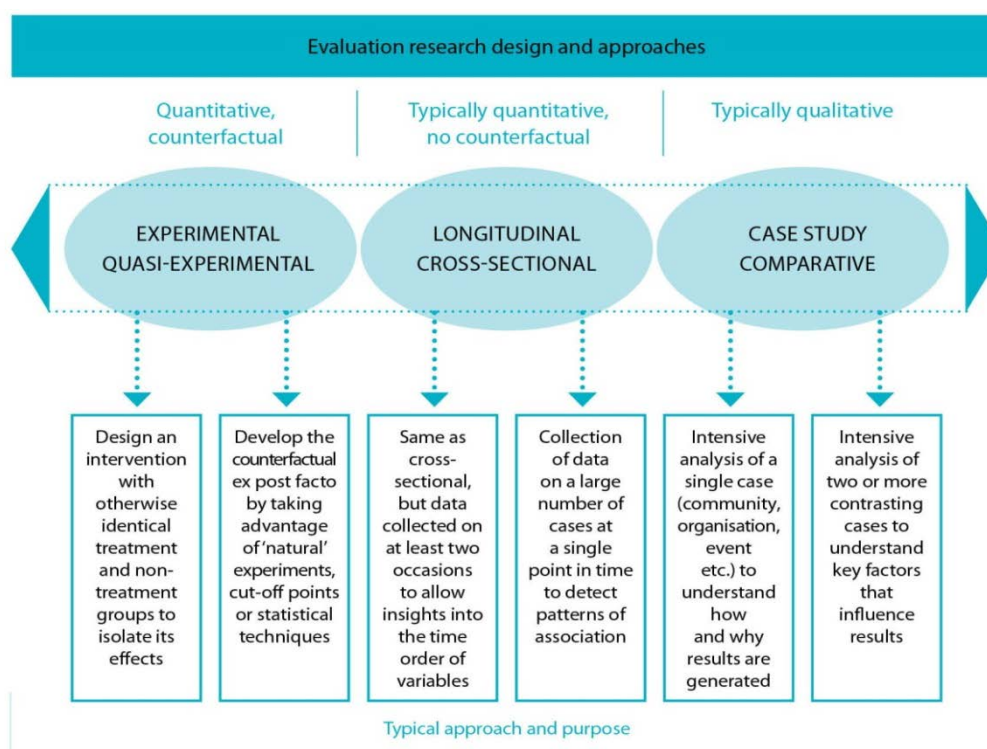 Evaluation research design and approaches
Quantitative,
counterfactual
Typically quantitative,
no counterfactual
Typically qualitative
EXPERIMENTAL
QUASI-EXPERIMENTAL
LONGITUDINAL
CROSS-SECTIONAL
CASE STUDY
COMPARATIVE
Design an
intervention
with
otherwise
identical
treatment
and non-
treatment
groups to
isolate its
effects
Develop the
counterfactual
ex post facto
by taking
advantage
of ‘natural’
experiments,
cut-off points
or statistical
techniques
Same as
cross-
sectional,
but data
collected on
at least two
occasions
to allow
insights into
the time
order of
variables
Collection
of data
on a large
number of
cases at
a single
point in time
to detect
patterns of
association
Intensive
analysis of a
single case
(community,
organisation,
event
etc.) to
understand
how
and why
results are
generated
Intensive
analysis of
two or more
contrasting
cases to
understand
key factors
that
influence
results
Typical approach and purpose